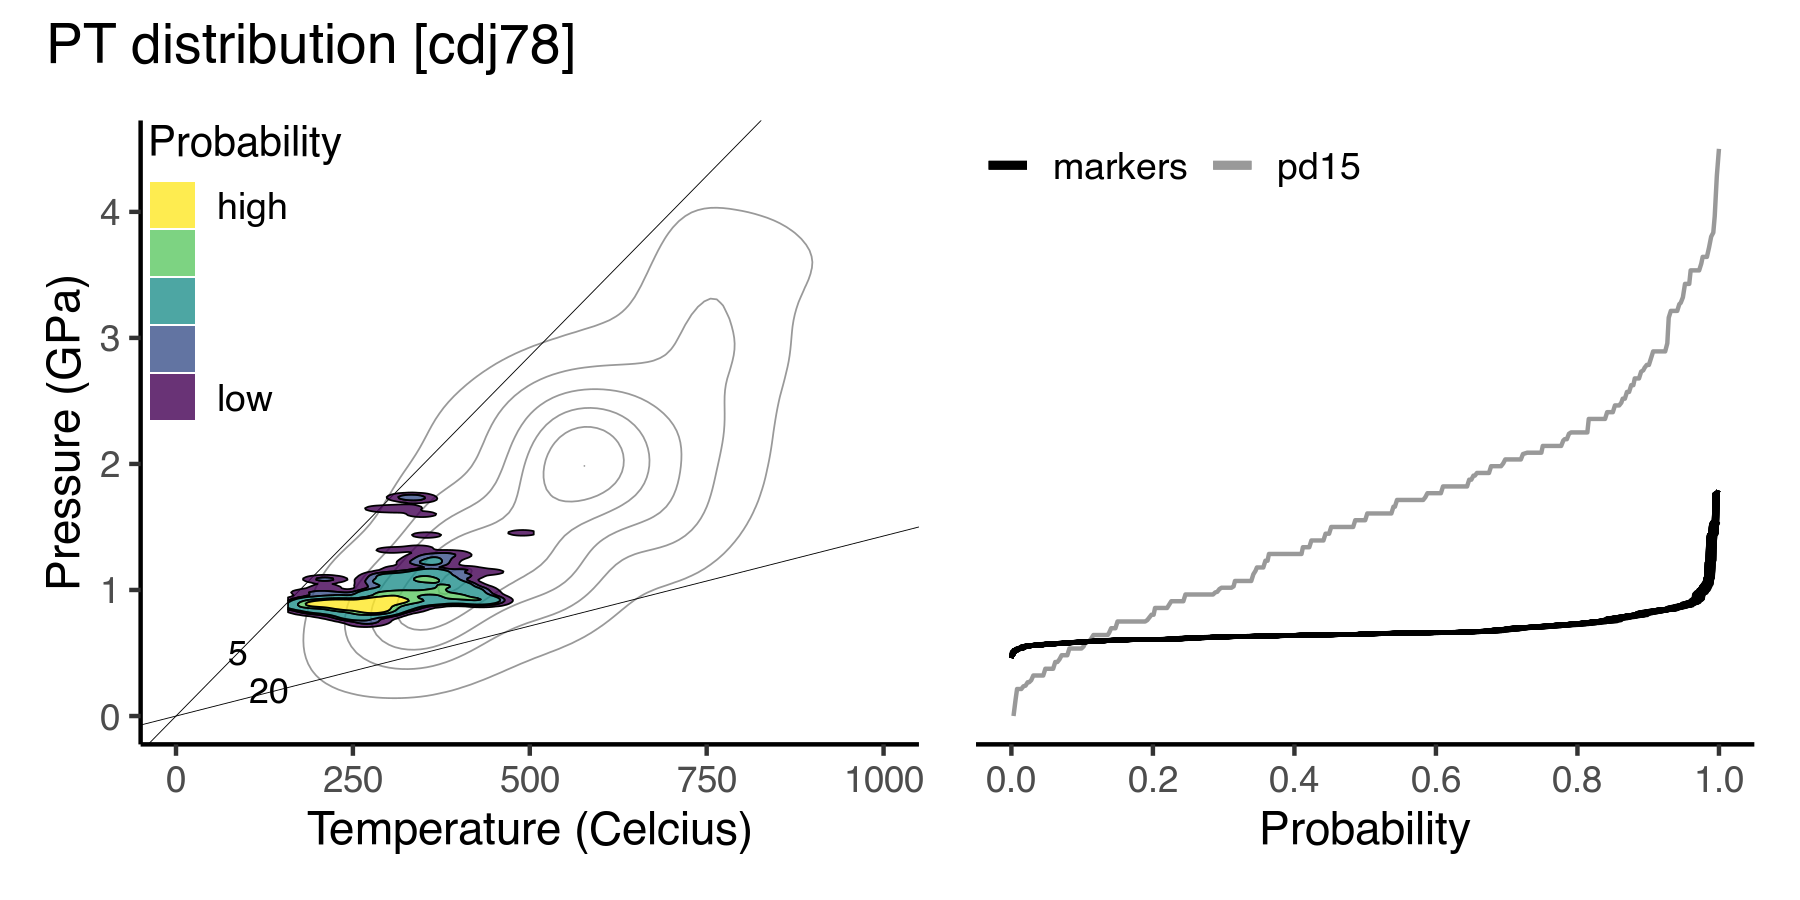 PT distribution [cdj78]
Probability
high
low
Pressure (GPa)
4
3
2
1
0
5
20
0 250 500 750 1000
Temperature (Celcius)
markers pd15
0.0 0.2 0.4 0.6 0.8 1.0
Probability